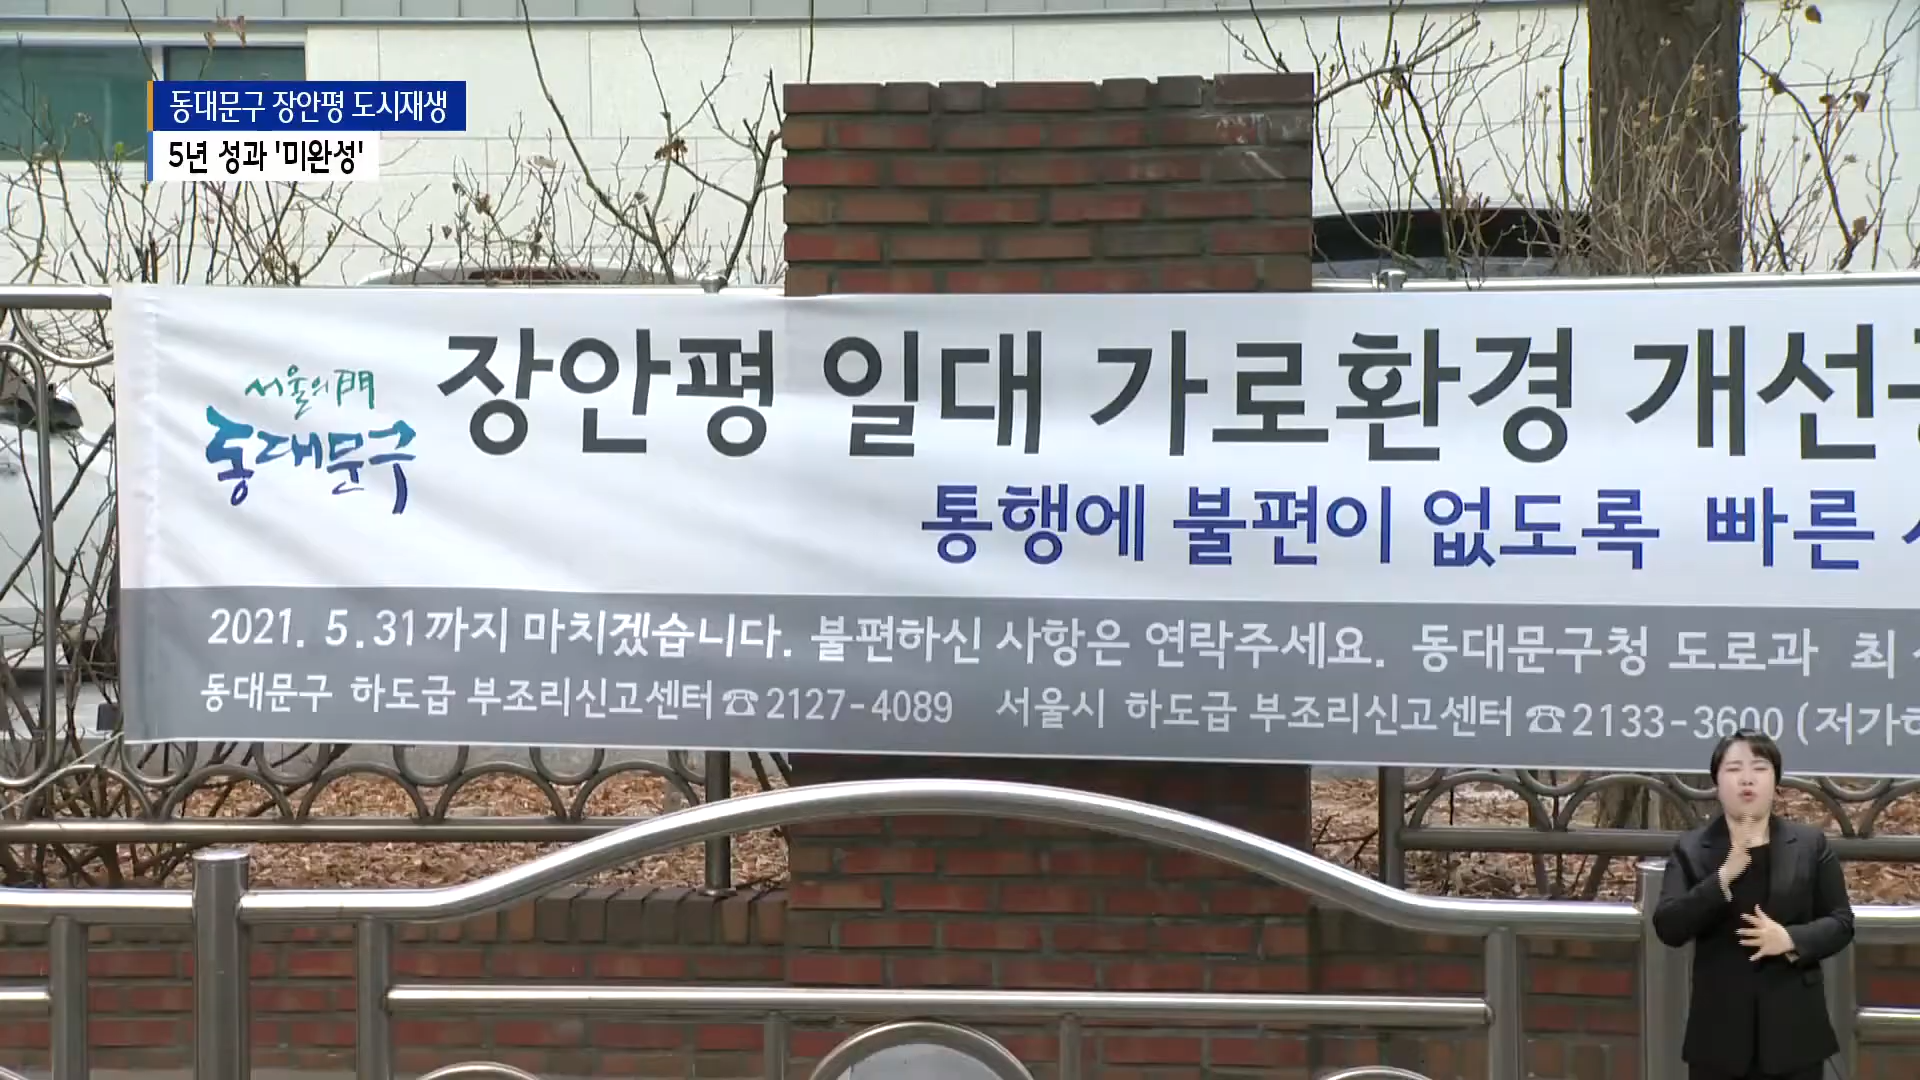 동대문구 장안평 도시재생
5년 성과 '미완성'
서울의門
동대문구
장안평 일대 가로환경 개선
통행에 불편이 없도록 빠른
2021. 5. 31까지 마치겠습니다. 불편하신 사항은 연락주세요. 동대문구청 도로과 최
동대문구 하도급 부조리신고센터☎2127-4089 서울시 하도급 부조리신고센터☎2133-3600 (저가하